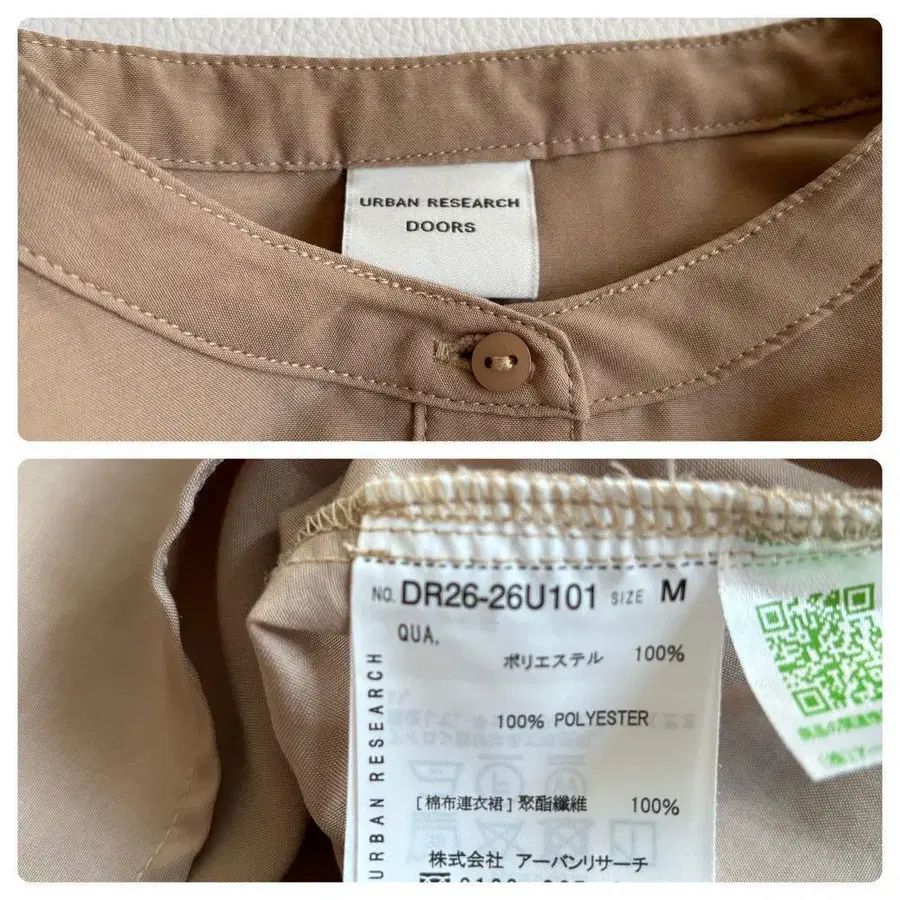 URBAN RESEARCH
DOORS
NO. DR26-26U101 SIZE M
QUA.
ポリエステル 100%
100% POLYESTER
[棉布連衣裙] 聚酯纖維 100%
株式会社 アーバンリサーチ
URBAN RESEARCH